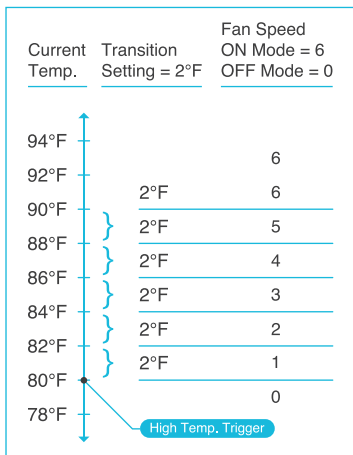 Current Temp.
Transition Setting = 2°F
Fan Speed
ON Mode = 6
OFF Mode = 0
94°F
6
92°F
2°F 6
90°F
2°F 5
88°F
2°F 4
86°F
2°F 3
84°F
2°F 2
82°F
2°F 1
80°F
0
78°F
High Temp. Trigger